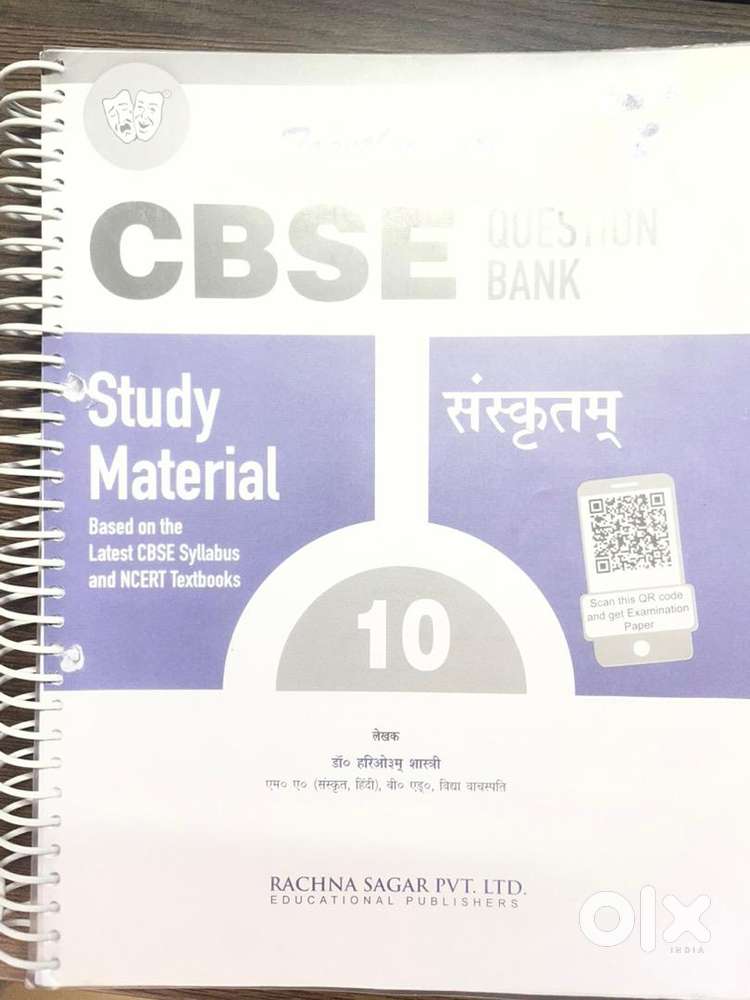 CBSE QUESTION BANK
Study
Material
Based on the
Latest CBSE Syllabus
and NCERT Textbooks
संस्कृतम्
Scan this QR code
and get Examination
Paper
10
लेखक
डॉ० हरिओ३म् शास्त्री
एम० ए० (संस्कृत, हिंदी), बी० एड्०, विद्या वाचस्पति
RACHNA SAGAR PVT. LTD.
EDUCATIONAL PUBLISHERS
olx
INDIA